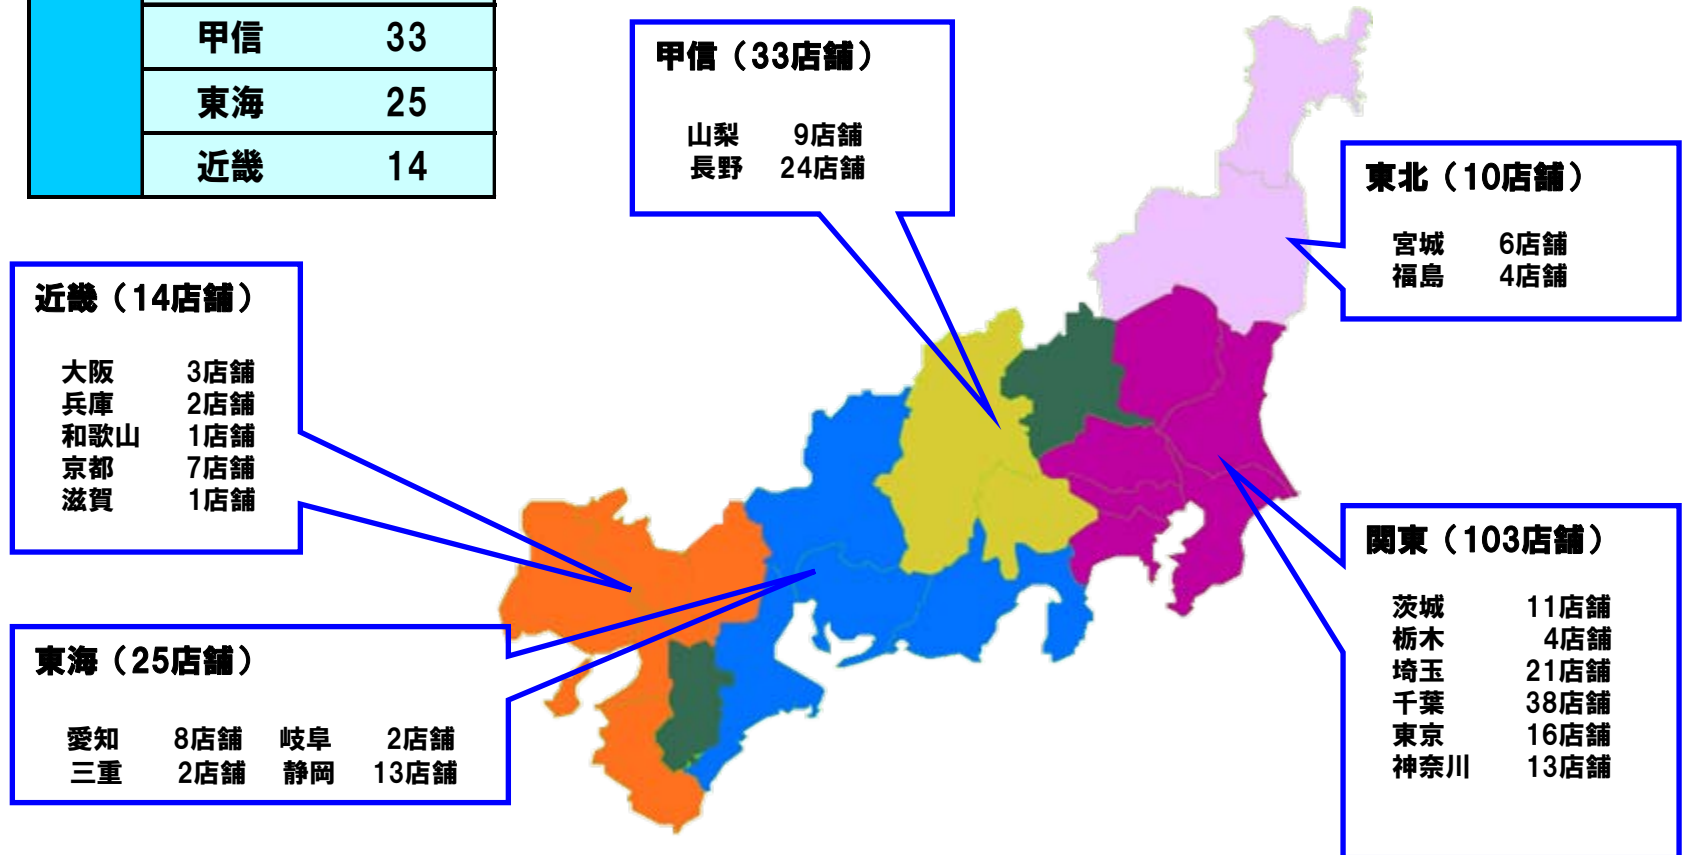 甲信 33
東海 25
近畿 14
甲信（33店舗）
山梨 9店舗
長野 24店舗
東北（10店舗）
宮城 6店舗
福島 4店舗
近畿（14店舗）
大阪 3店舗
兵庫 2店舗
和歌山 1店舗
京都 7店舗
滋賀 1店舗
関東（103店舗）
茨城 11店舗
栃木 4店舗
埼玉 21店舗
千葉 38店舗
東京 16店舗
神奈川 13店舗
東海（25店舗）
愛知 8店舗 岐阜 2店舗
三重 2店舗 静岡 13店舗